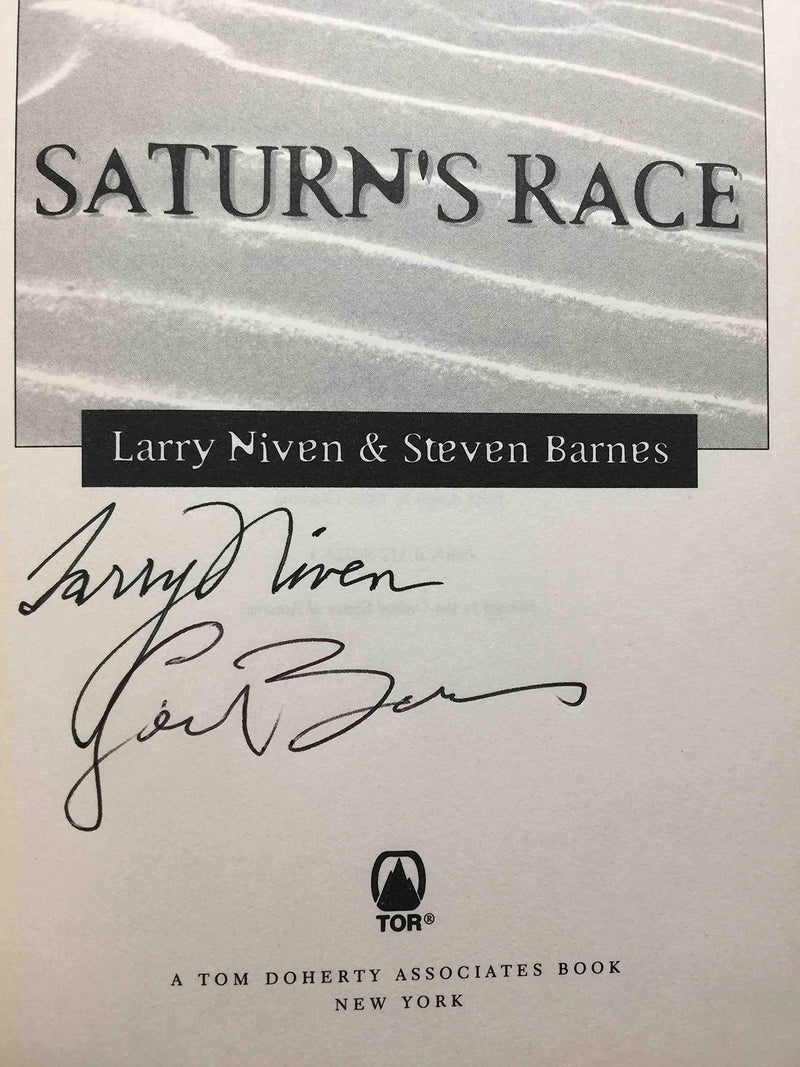 SATURN'S RACE
Larry Niven & Steven Barnes
Larry Niven
TOR®
A TOM DOHERTY ASSOCIATES BOOK
NEW YORK